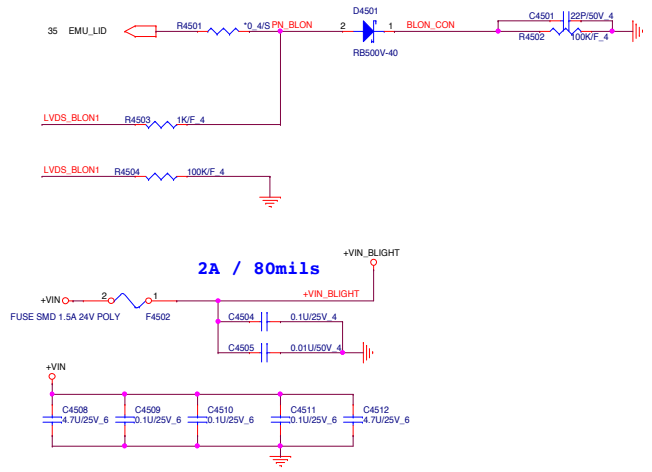 D4501
C4501 22P/50V_4
35 EMU_LID R4501 *0_4/S PN_BLON 2 1 BLON_CON
R4502 100K/F_4
RB500V-40
LVDS_BLON1 R4503 1K/F_4
LVDS_BLON1 R4504 100K/F_4
+VIN_BLIGHT
2A / 80mils
+VIN 2 1 +VIN_BLIGHT
FUSE SMD 1.5A 24V POLY F4502
C4504 0.1U/25V_4
C4505 0.01U/50V_4
+VIN
C4508 C4509 C4510 C4511 C4512
4.7U/25V_6 0.1U/25V_6 0.1U/25V_6 0.1U/25V_6 4.7U/25V_6